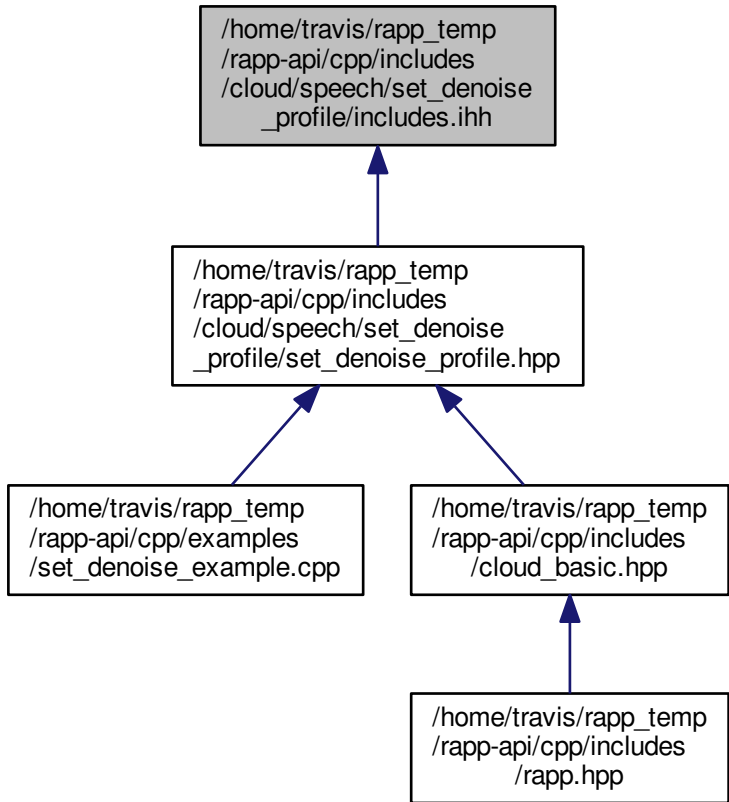 /home/travis/rapp_temp
/rapp-api/cpp/includes
/cloud/speech/set_denoise
_profile/includes.ihh
/home/travis/rapp_temp
/rapp-api/cpp/includes
/cloud/speech/set_denoise
_profile/set_denoise_profile.hpp
/home/travis/rapp_temp
/rapp-api/cpp/examples
/set_denoise_example.cpp
/home/travis/rapp_temp
/rapp-api/cpp/includes
/cloud_basic.hpp
/home/travis/rapp_temp
/rapp-api/cpp/includes
/rapp.hpp